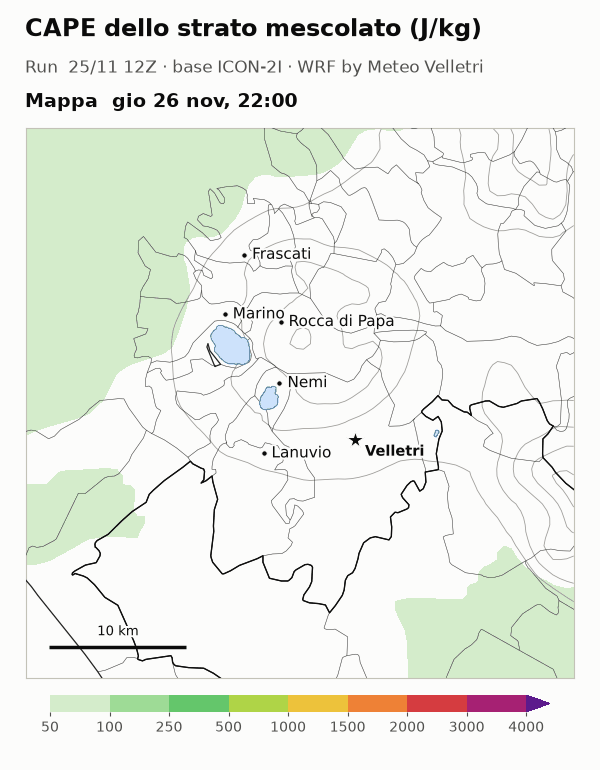 CAPE dello strato mescolato (J/kg)
Run  25/11 12Z · base ICON-2I · WRF by Meteo Velletri
Mappa  gio 26 nov, 22:00
Frascati
Marino
Rocca di Papa
Nemi
Velletri
Lanuvio
10 km
50 100 250 500 1000 1500 2000 3000 4000